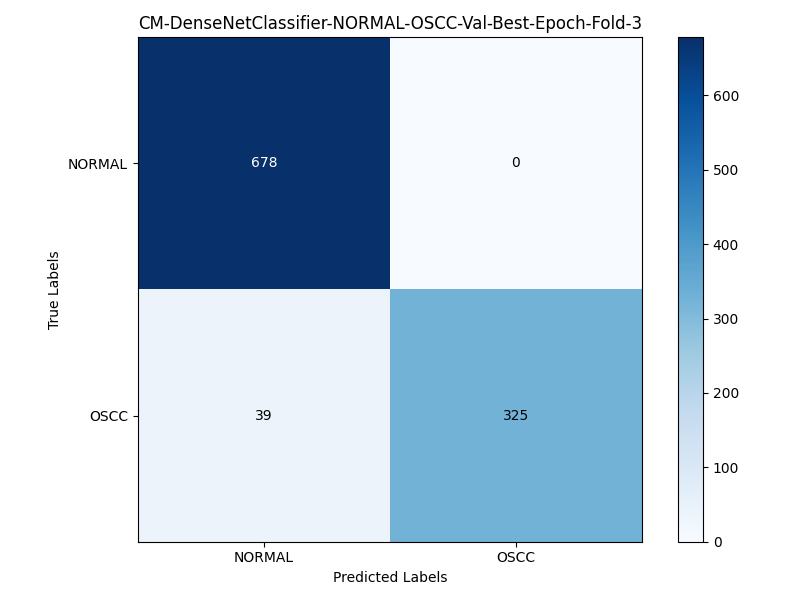 CM-DenseNetClassifier-NORMAL-OSCC-Val-Best-Epoch-Fold-3
True Labels
NORMAL
678
0
OSCC
39
325
NORMAL
OSCC
Predicted Labels
600
500
400
300
200
100
0